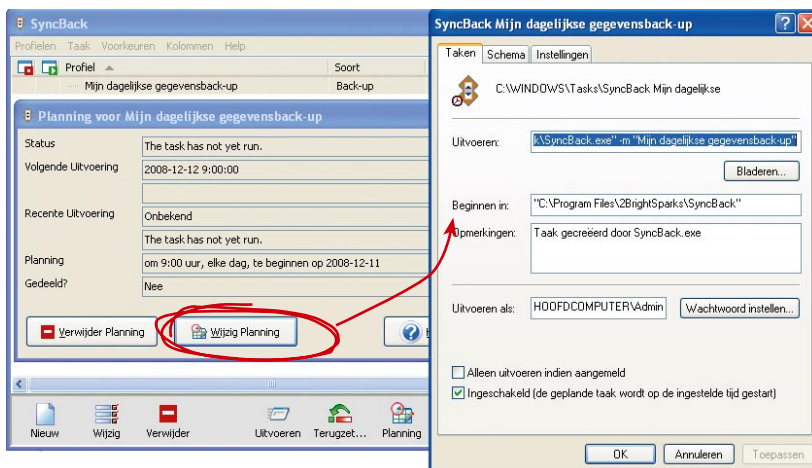 SyncBack
Profielen Taak Voorkeuren Kolommen Help
Profiel Soort
Mijn dagelijkse gegevensback-up Back-up
Planning voor Mijn dagelijkse gegevensback-up
Status The task has not yet run.
Volgende Uitvoering 2008-12-12 9:00:00
Recente Uitvoering Onbekend
The task has not yet run.
Planning om 9:00 uur, elke dag, te beginnen op 2008-12-11
Gedeeld? Nee
Verwijder Planning Wijzig Planning
Nieuw Wijzig Verwijder Uitvoeren Terugzet... Planning
SyncBack Mijn dagelijkse gegevensback-up
Taken Schema Instellingen
C:\WINDOWS\Tasks\SyncBack Mijn dagelijkse
Uitvoeren: k\SyncBack.exe" -m "Mijn dagelijkse gegevensback-up"
Bladeren...
Beginnen in: "C:\Program Files\2BrightSparks\SyncBack"
Opmerkingen: Taak gecreëerd door SyncBack.exe
Uitvoeren als: HOOFDCOMPUTER\Admin Wachtwoord instellen...
Alleen uitvoeren indien aangemeld
Ingeschakeld (de geplande taak wordt op de ingestelde tijd gestart)
OK Annuleren Toepassen